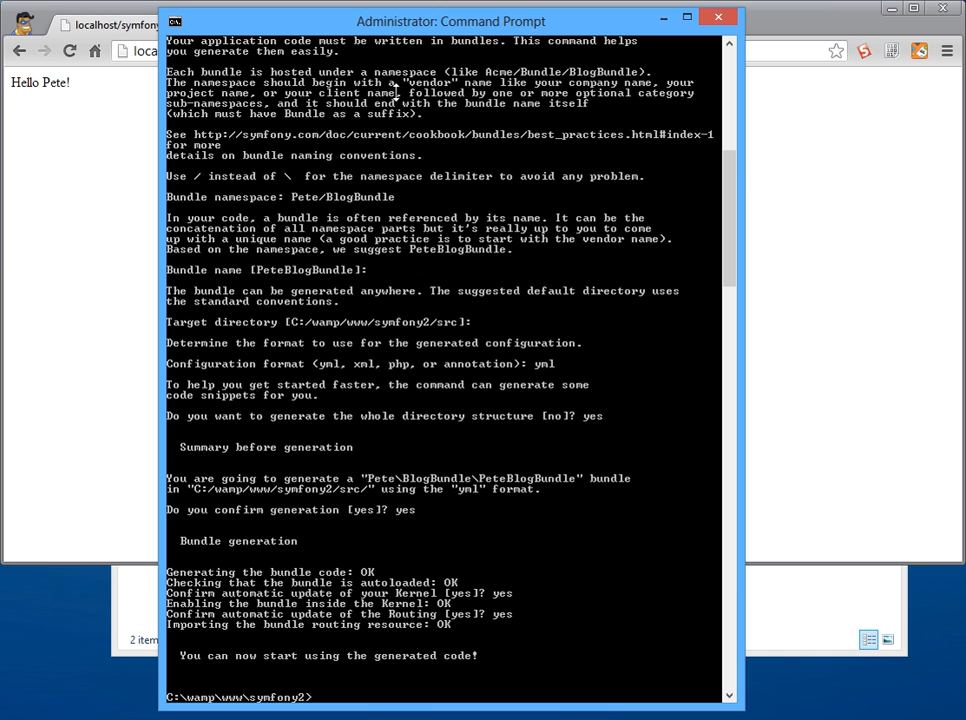 Administrator: Command Prompt
localhost/symfony
loca
Hello Pete!
Your application code must be written in bundles. This command helps
you generate them easily.
Each bundle is hosted under a namespace (like Acme/Bundle/BlogBundle).
The namespace should begin with a "vendor" name like your company name, your
project name, or your client name, followed by one or more optional category
sub-namespaces, and it should end with the bundle name itself
(which must have Bundle as a suffix).
See http://symfony.com/doc/current/cookbook/bundles/best_practices.html#index-1
for more
details on bundle naming conventions.
Use / instead of \  for the namespace delimiter to avoid any problem.
Bundle namespace: Pete/BlogBundle
In your code, a bundle is often referenced by its name. It can be the
concatenation of all namespace parts but it's really up to you to come
up with a unique name (a good practice is to start with the vendor name).
Based on the namespace, we suggest PeteBlogBundle.
Bundle name [PeteBlogBundle]:
The bundle can be generated anywhere. The suggested default directory uses
the standard conventions.
Target directory [C:/wamp/www/symfony2/src]:
Determine the format to use for the generated configuration.
Configuration format (yml, xml, php, or annotation): yml
To help you get started faster, the command can generate some
code snippets for you.
Do you want to generate the whole directory structure [no]? yes
Summary before generation
You are going to generate a "Pete\BlogBundle\PeteBlogBundle" bundle
in "C:/wamp/www/symfony2/src/" using the "yml" format.
Do you confirm generation [yes]? yes
Bundle generation
Generating the bundle code: OK
Checking that the bundle is autoloaded: OK
Confirm automatic update of your Kernel [yes]? yes
Enabling the bundle inside the Kernel: OK
Confirm automatic update of the Routing [yes]? yes
Importing the bundle routing resource: OK
You can now start using the generated code!
C:\wamp\www\symfony2>
2 item